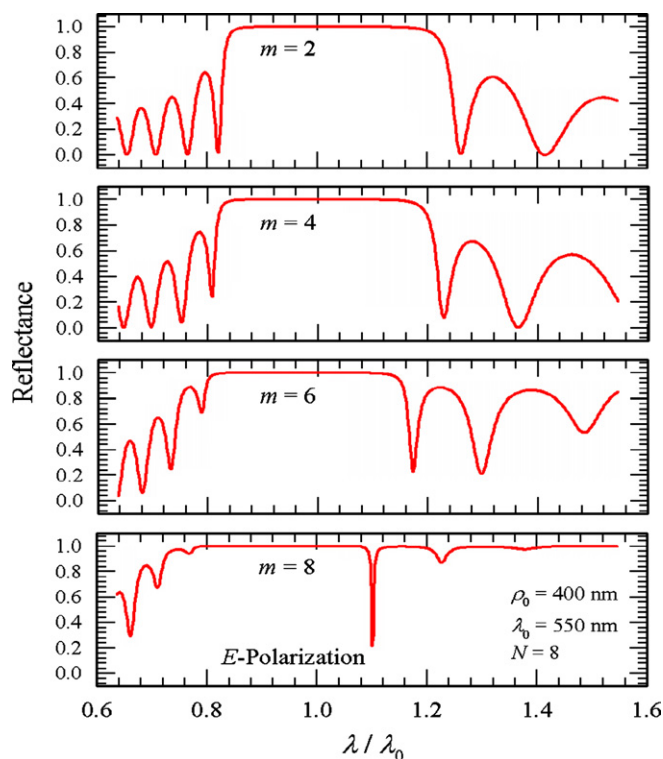 1.0
0.8
0.6
0.4
0.2
0.0
m = 2
1.0
0.8
0.6
0.4
0.2
0.0
m = 4
Reflectance
1.0
0.8
0.6
0.4
0.2
0.0
m = 6
1.0
0.8
0.6
0.4
0.2
0.0
m = 8
ρ₀ = 400 nm
λ₀ = 550 nm
N = 8
E-Polarization
0.6 0.8 1.0 1.2 1.4 1.6
λ / λ₀